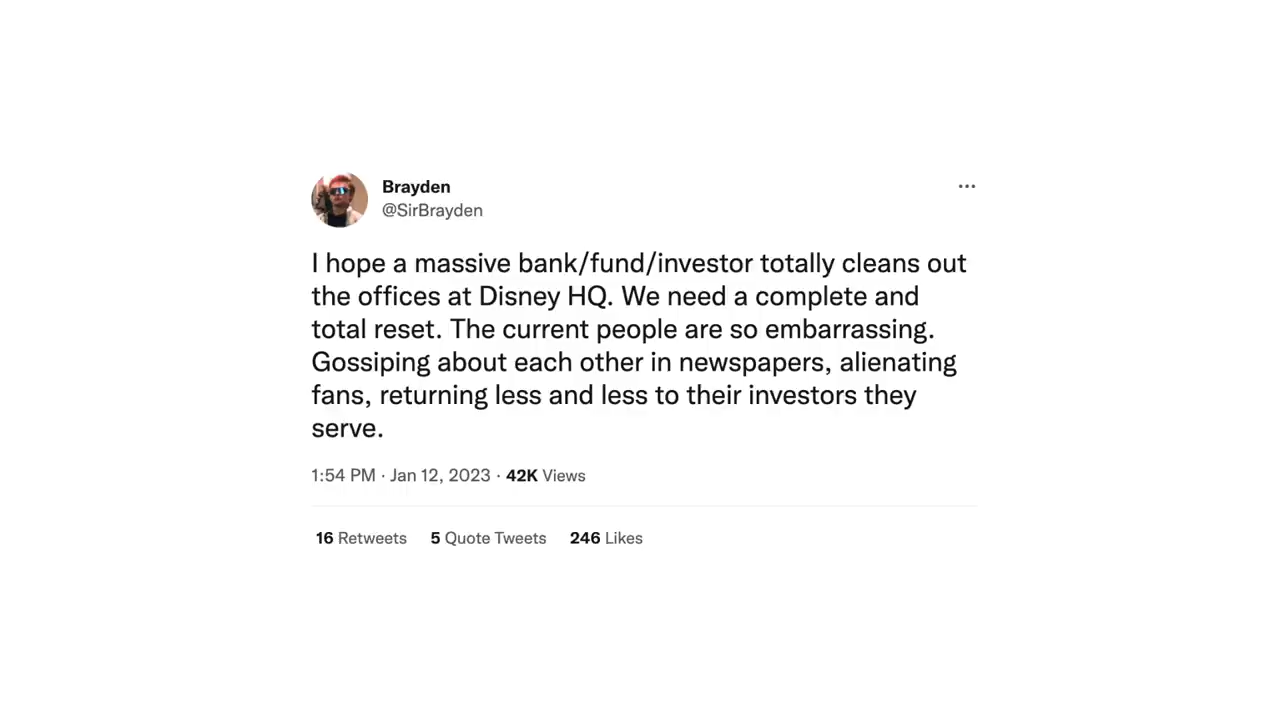 Brayden
@SirBrayden
I hope a massive bank/fund/investor totally cleans out
the offices at Disney HQ. We need a complete and
total reset. The current people are so embarrassing.
Gossiping about each other in newspapers, alienating
fans, returning less and less to their investors they
serve.
1:54 PM · Jan 12, 2023 · 42K Views
16 Retweets 5 Quote Tweets 246 Likes